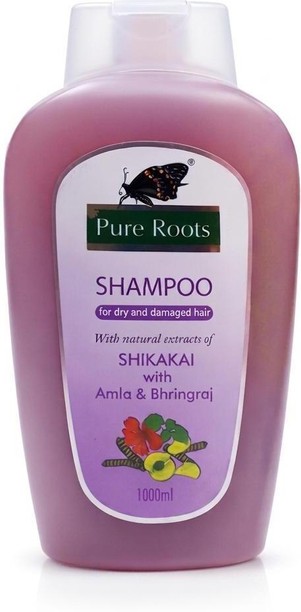 Pure Roots
SHAMPOO
for dry and damaged hair
With natural extracts of
SHIKAKAI
with
Amla & Bhringraj
1000ml